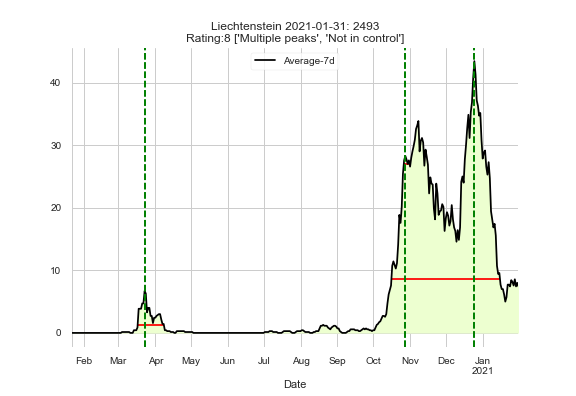 Liechtenstein 2021-01-31: 2493
Rating:8 ['Multiple peaks', 'Not in control']
Average-7d
40
30
20
10
0
Feb Mar Apr May Jun Jul Aug Sep Oct Nov Dec Jan
2021
Date